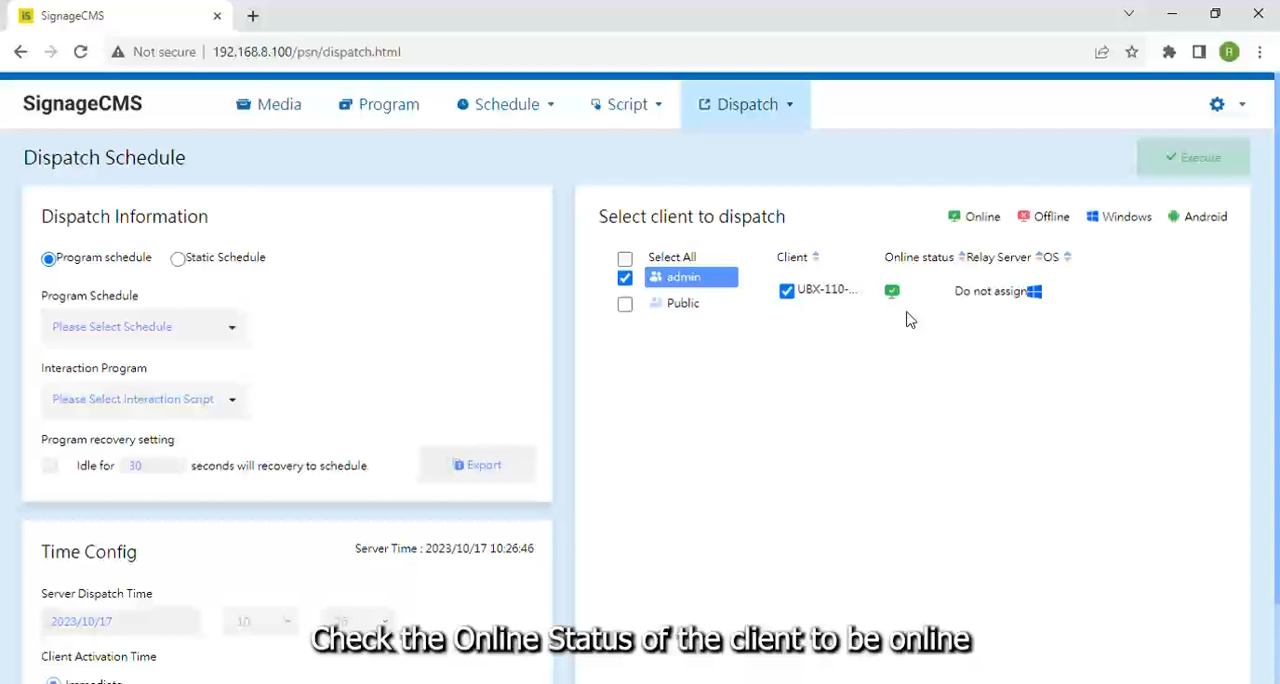 SignageCMS
Not secure 192.168.8.100/psn/dispatch.html
SignageCMS Media Program Schedule Script Dispatch
Dispatch Schedule Execute
Dispatch Information
Program schedule Static Schedule
Program Schedule
Please Select Schedule
Interaction Program
Please Select Interaction Script
Program recovery setting
Idle for 30 seconds will recovery to schedule
Export
Select client to dispatch Online Offline Windows Android
Select All Client Online status Relay Server OS
admin
UBX-110-... Do not assign
Public
Time Config Server Time : 2023/10/17 10:26:46
Server Dispatch Time
2023/10/17 10
Check the Online Status of the client to be online
Client Activation Time
Immediate